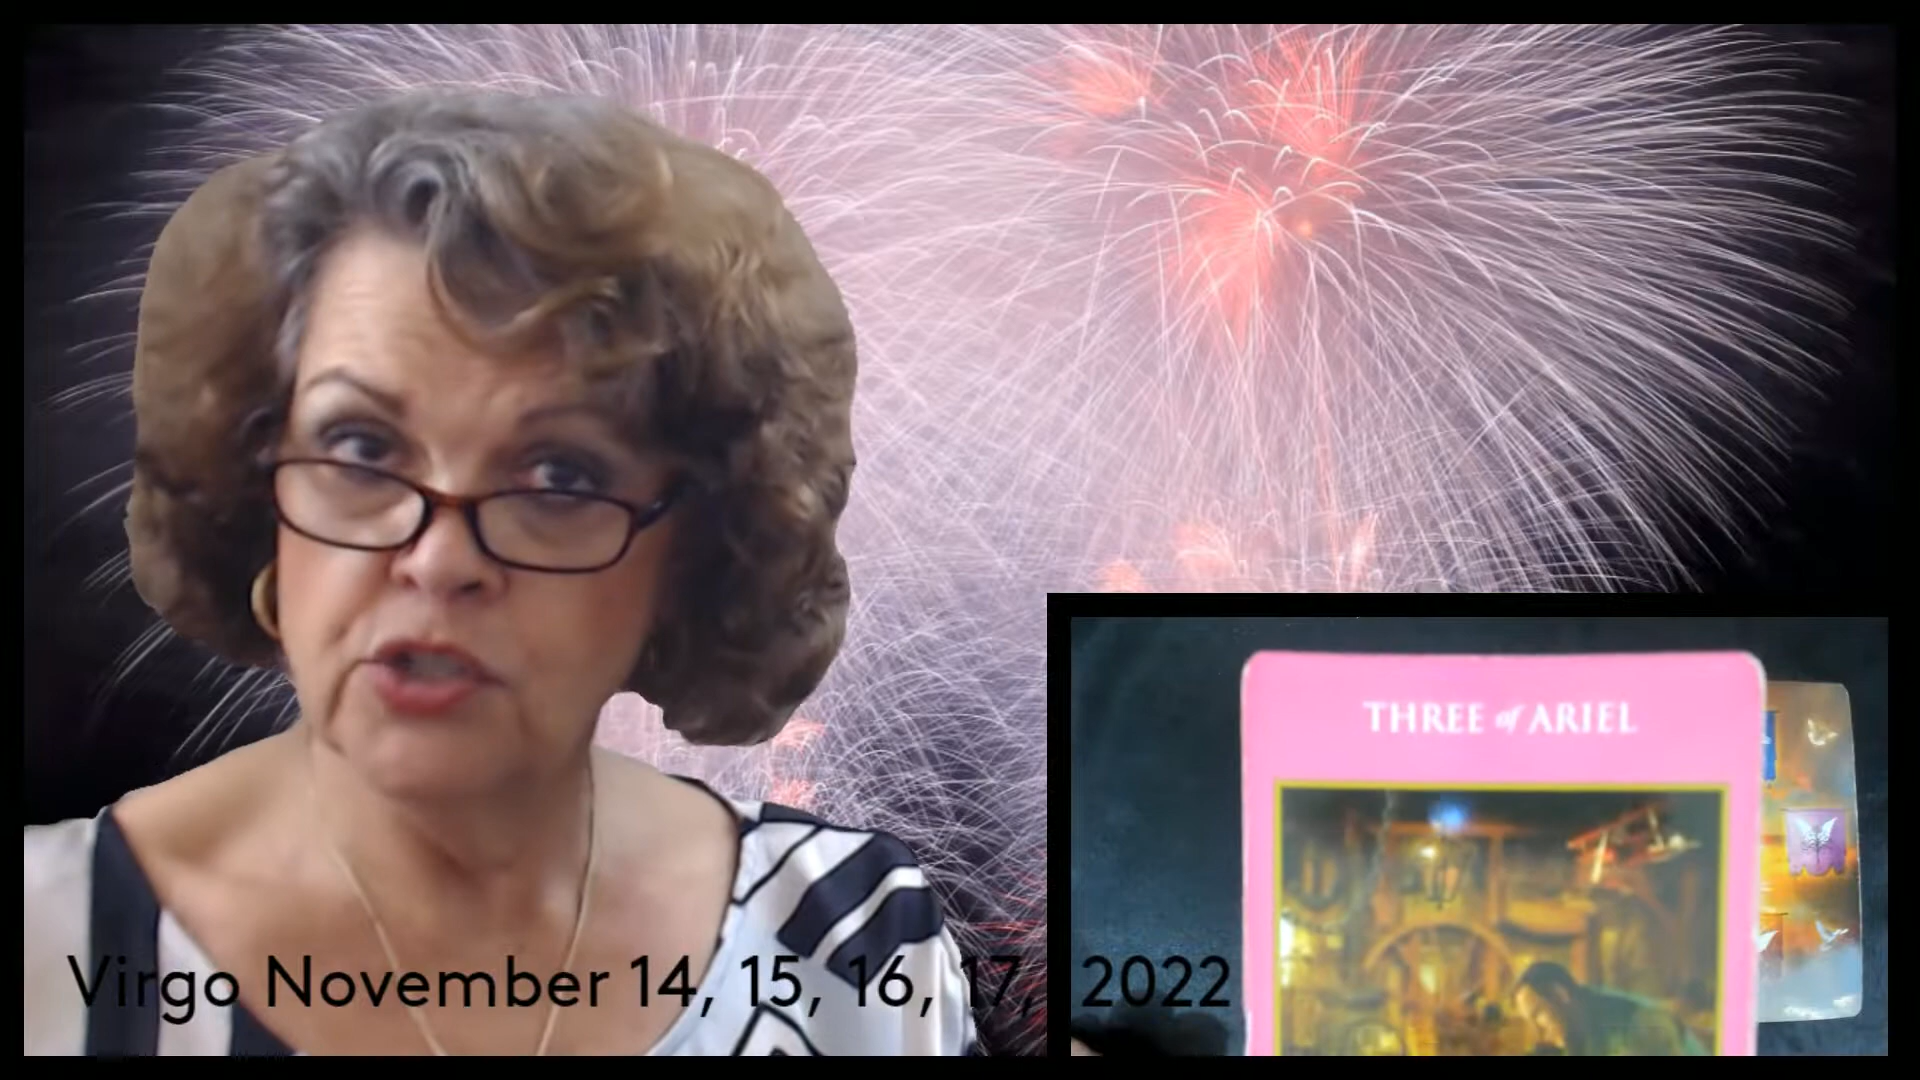 THREE of ARIEL
Virgo November 14, 15, 16, 17, 2022